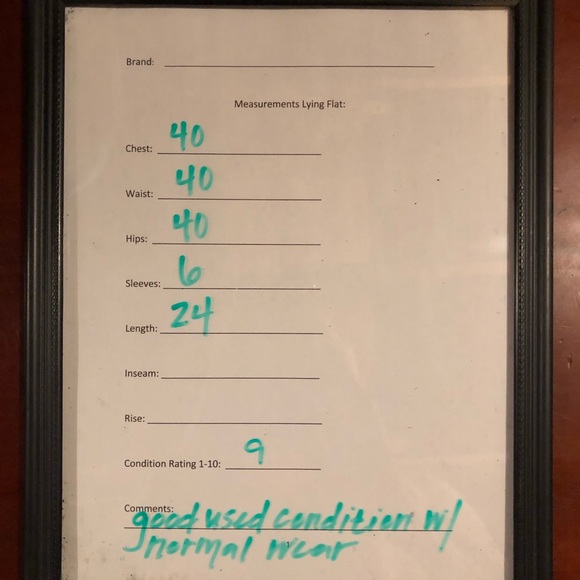 Brand:
Measurements Lying Flat:
Chest: 40
Waist: 40
Hips: 40
Sleeves: 6
Length: 24
Inseam:
Rise:
Condition Rating 1-10: 9
Comments:
good used condition w/
normal wear